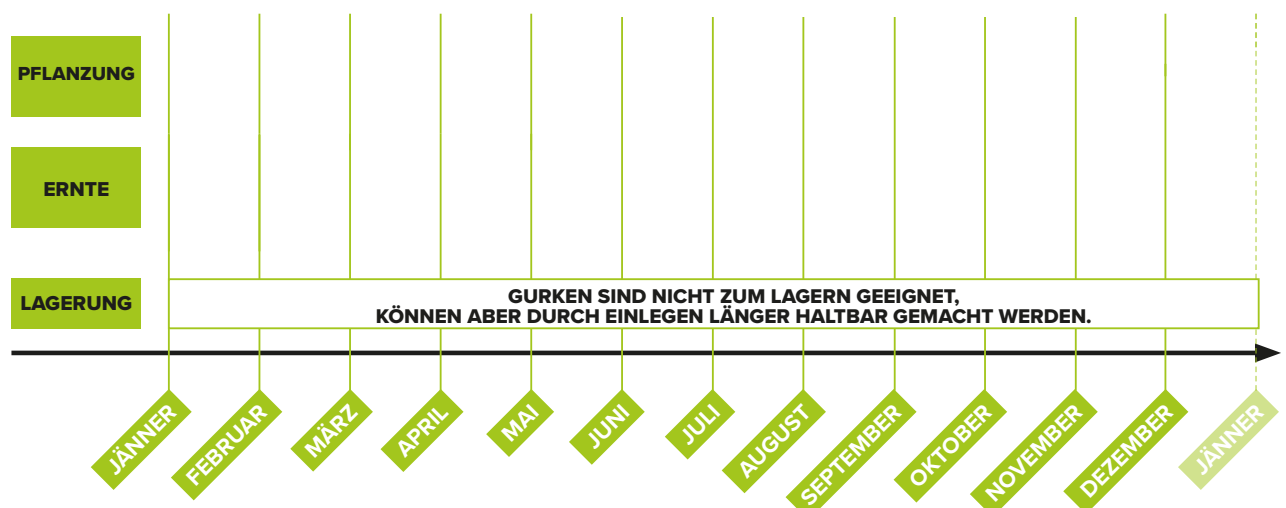 PFLANZUNG
ERNTE
LAGERUNG
GURKEN SIND NICHT ZUM LAGERN GEEIGNET,
KÖNNEN ABER DURCH EINLEGEN LÄNGER HALTBAR GEMACHT WERDEN.
JÄNNER
FEBRUAR
MÄRZ
APRIL
MAI
JUNI
JULI
AUGUST
SEPTEMBER
OKTOBER
NOVEMBER
DEZEMBER
JÄNNER